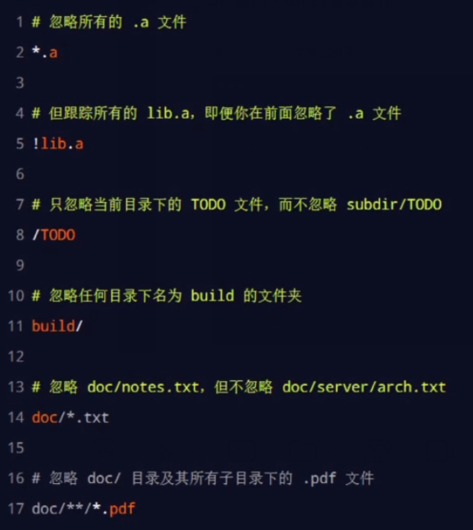 1 # 忽略所有的 .a 文件
2 *.a
3
4 # 但跟踪所有的 lib.a，即便你在前面忽略了 .a 文件
5 !lib.a
6
7 # 只忽略当前目录下的 TODO 文件，而不忽略 subdir/TODO
8 /TODO
9
10 # 忽略任何目录下名为 build 的文件夹
11 build/
12
13 # 忽略 doc/notes.txt，但不忽略 doc/server/arch.txt
14 doc/*.txt
15
16 # 忽略 doc/ 目录及其所有子目录下的 .pdf 文件
17 doc/**/*.pdf